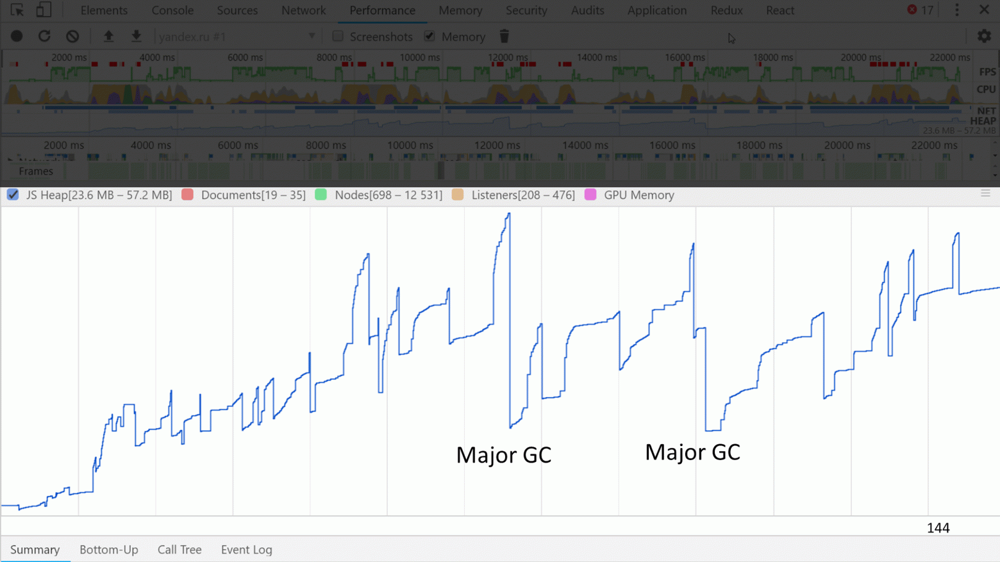 Elements Console Sources Network Performance Memory Security Audits Application Redux React 17
yandex.ru #1 Screenshots Memory
2000 ms 4000 ms 6000 ms 8000 ms 10000 ms 12000 ms 14000 ms 16000 ms 18000 ms 20000 ms 22000 ms
FPS
CPU
NET
HEAP
23.6 MB – 57.2 MB
2000 ms 4000 ms 6000 ms 8000 ms 10000 ms 12000 ms 14000 ms 16000 ms 18000 ms 20000 ms 22000 ms
Frames
JS Heap[23.6 MB – 57.2 MB] Documents[19 – 35] Nodes[698 – 12 531] Listeners[208 – 476] GPU Memory
Major GC Major GC
144
Summary Bottom-Up Call Tree Event Log